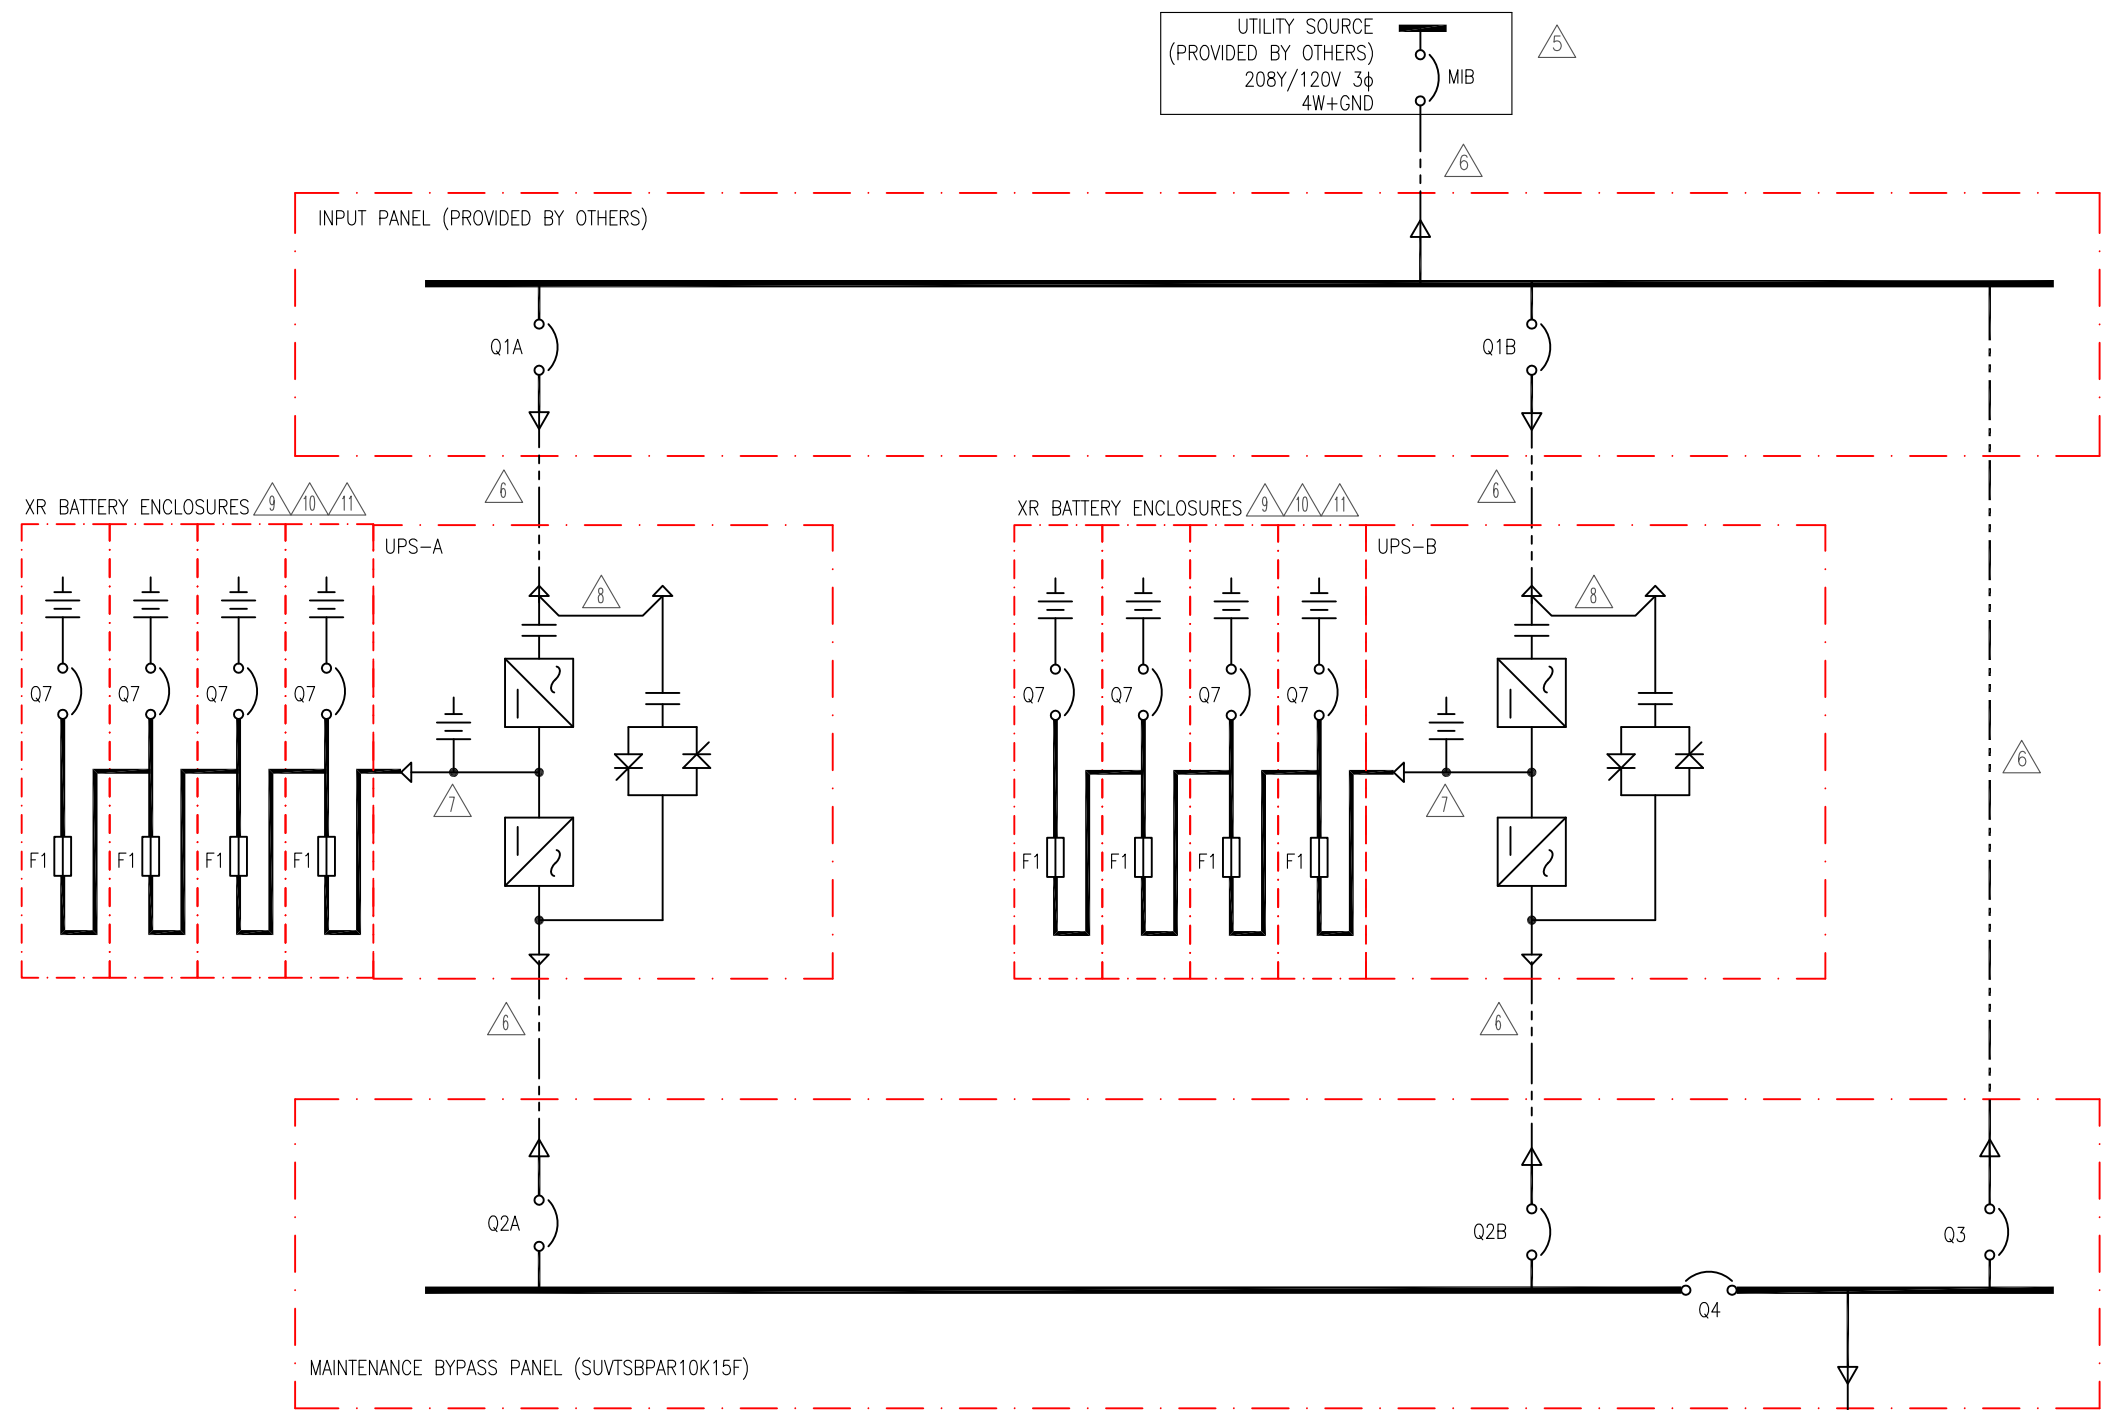 UTILITY SOURCE
(PROVIDED BY OTHERS)
208Y/120V 3ϕ
4W+GND
MIB
5
6
INPUT PANEL (PROVIDED BY OTHERS)
Q1A
Q1B
6
6
XR BATTERY ENCLOSURES 9 10 11
XR BATTERY ENCLOSURES 9 10 11
UPS-A
UPS-B
8
8
Q7 Q7 Q7 Q7
Q7 Q7 Q7 Q7
6
7
7
F1 F1 F1 F1
F1 F1 F1 F1
6
6
Q2A
Q2B
Q3
Q4
MAINTENANCE BYPASS PANEL (SUVTSBPAR10K15F)